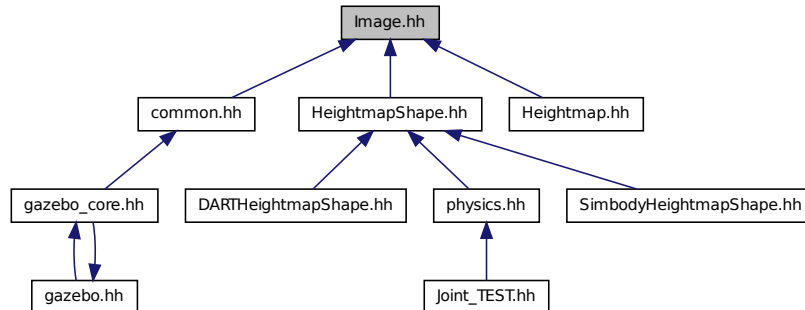 Image.hh
common.hh
HeightmapShape.hh
Heightmap.hh
gazebo_core.hh
DARTHeightmapShape.hh
physics.hh
SimbodyHeightmapShape.hh
gazebo.hh
Joint_TEST.hh